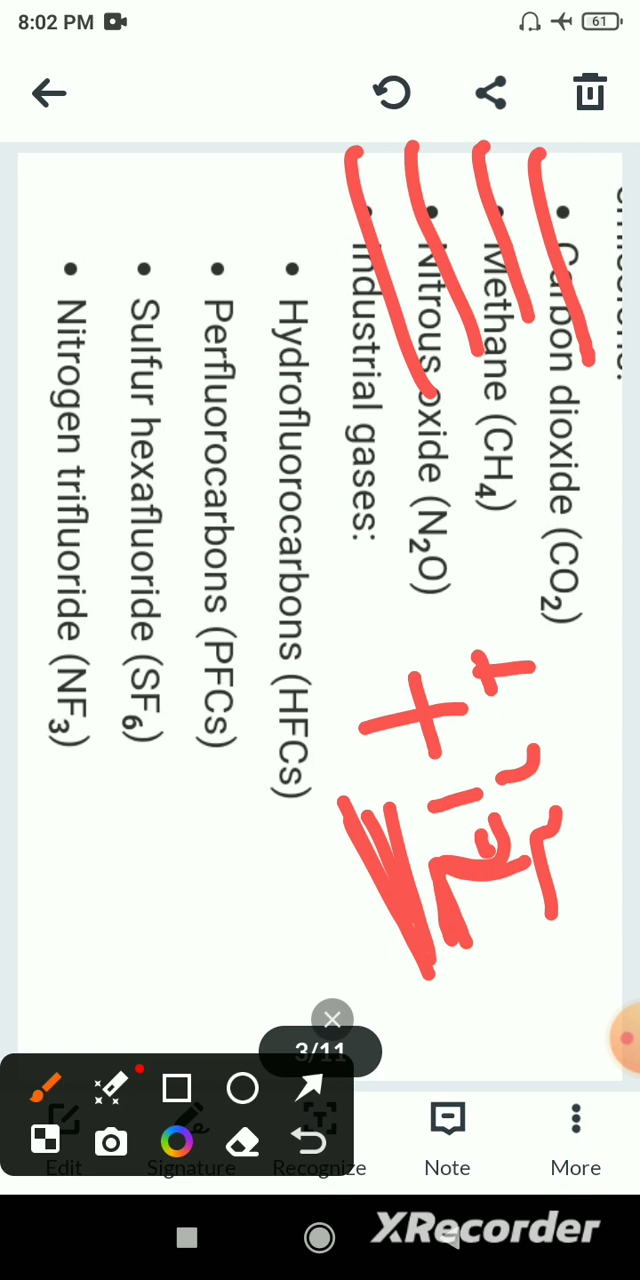 8:02 PM
61
• Carbon dioxide (CO₂)
• Methane (CH₄)
• Nitrous oxide (N₂O)
• Industrial gases:
• Hydrofluorocarbons (HFCs)
• Perfluorocarbons (PFCs)
• Sulfur hexafluoride (SF₆)
• Nitrogen trifluoride (NF₃)
3/11
Edit
Signature
Recognize
Note
More
XRecorder